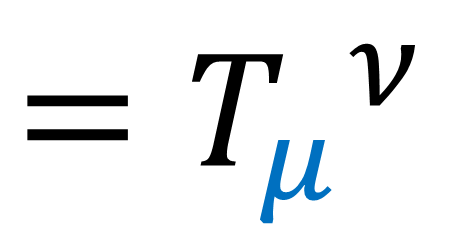 = T_μ^ν